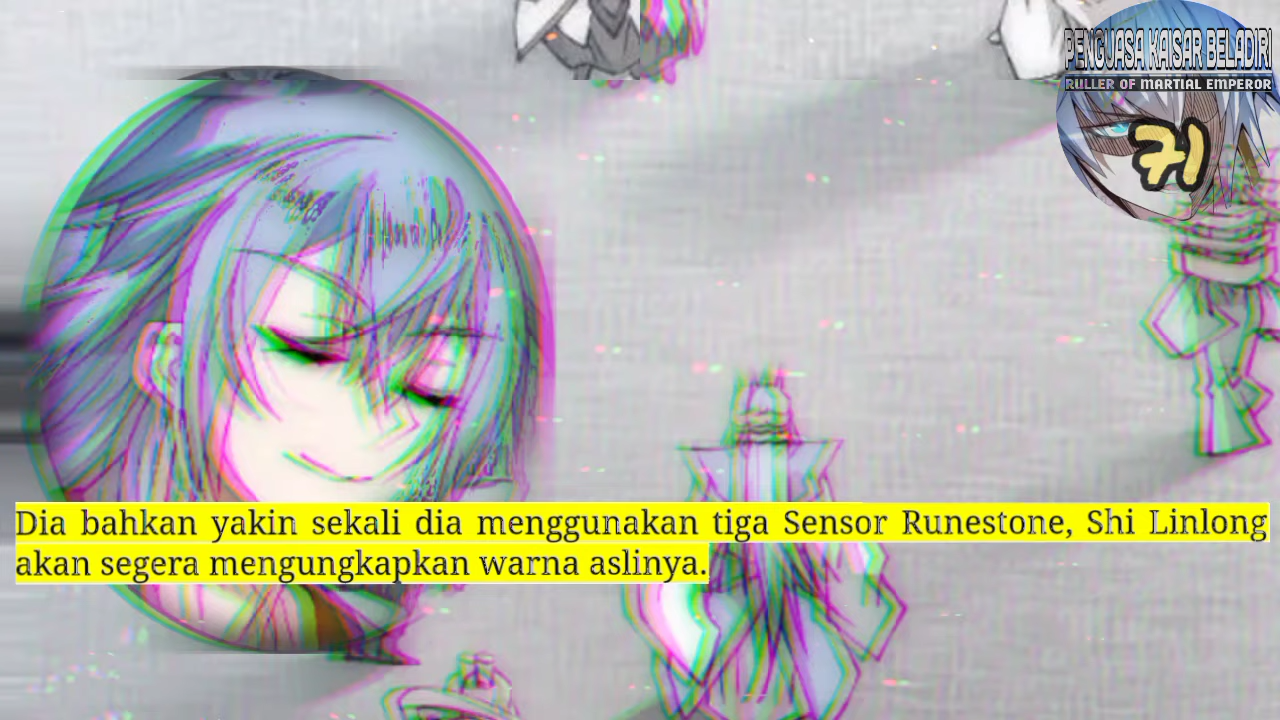 PENGUASA KAISAR BELADIRI
RULLER OF MARTIAL EMPEROR
71
Dia bahkan yakin sekali dia menggunakan tiga Sensor Runestone, Shi Linlong
akan segera mengungkapkan warna aslinya.